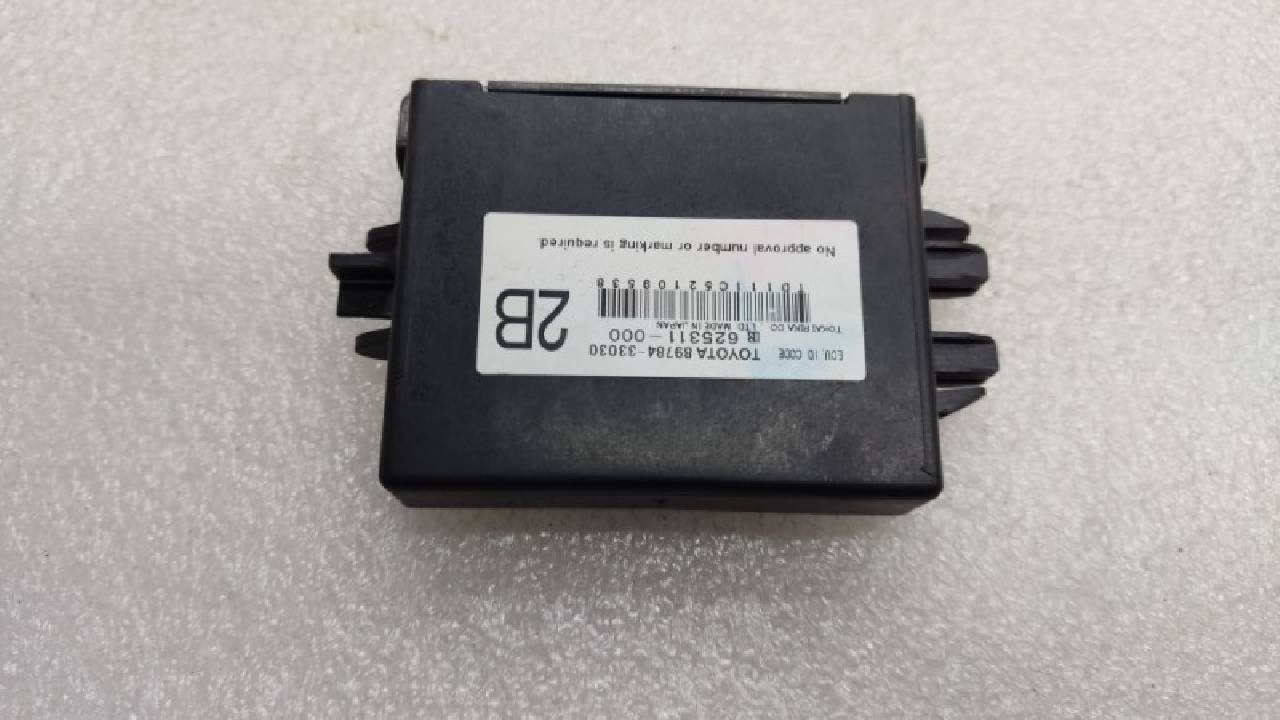 ECU, ID CODE TOYOTA 89784-33030
625311-000
2B
TOKAI RIKA CO., LTD. MADE IN JAPAN
No approval number or marking is required.